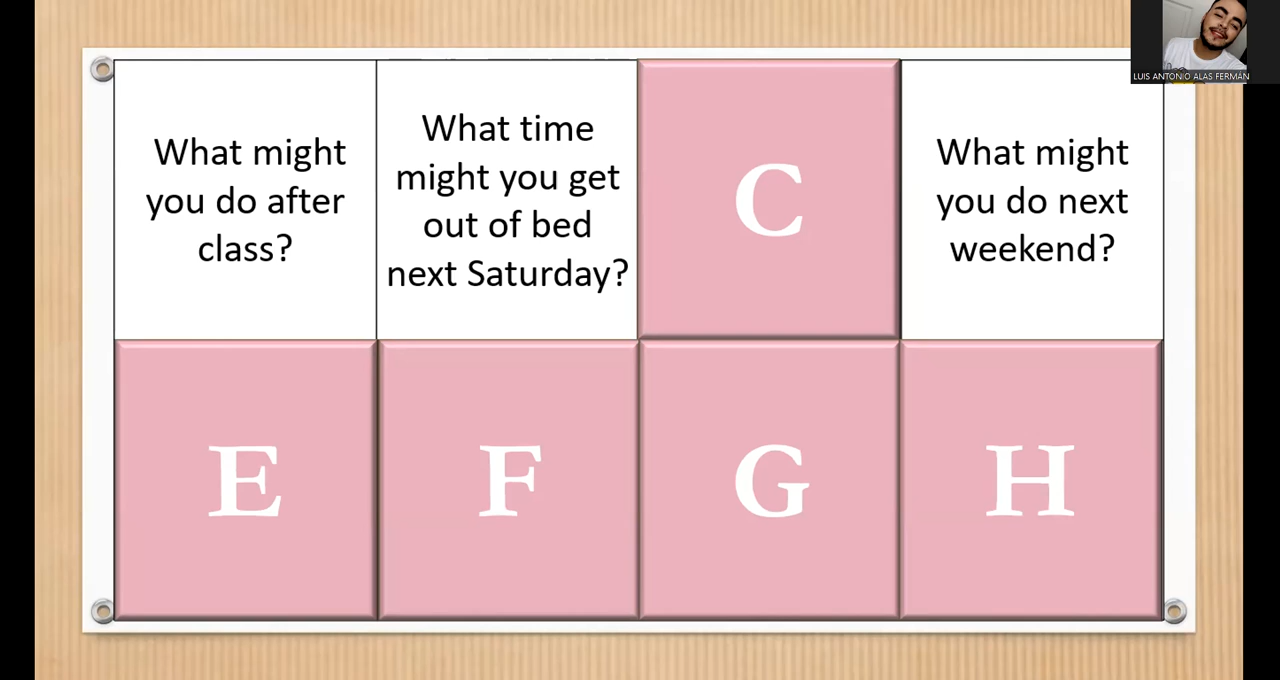 LUIS ANTONIO ALAS FERMÁN
What might
you do after
class?
What time
might you get
out of bed
next Saturday?
C
What might
you do next
weekend?
E
F
G
H